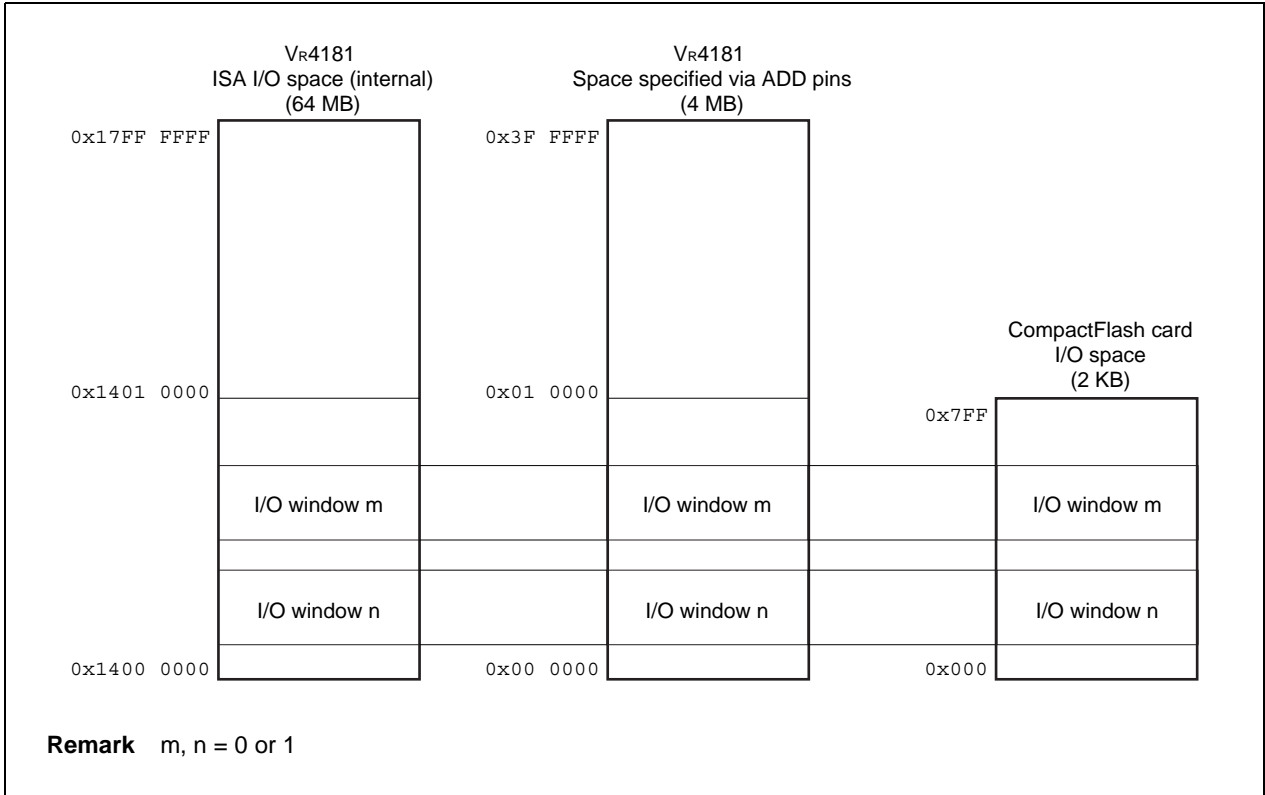 VR4181
ISA I/O space (internal)
(64 MB)
VR4181
Space specified via ADD pins
(4 MB)
0x17FF FFFF
0x3F FFFF
CompactFlash card
I/O space
(2 KB)
0x1401 0000
0x01 0000
0x7FF
I/O window m
I/O window m
I/O window m
I/O window n
I/O window n
I/O window n
0x1400 0000
0x00 0000
0x000
Remark m, n = 0 or 1